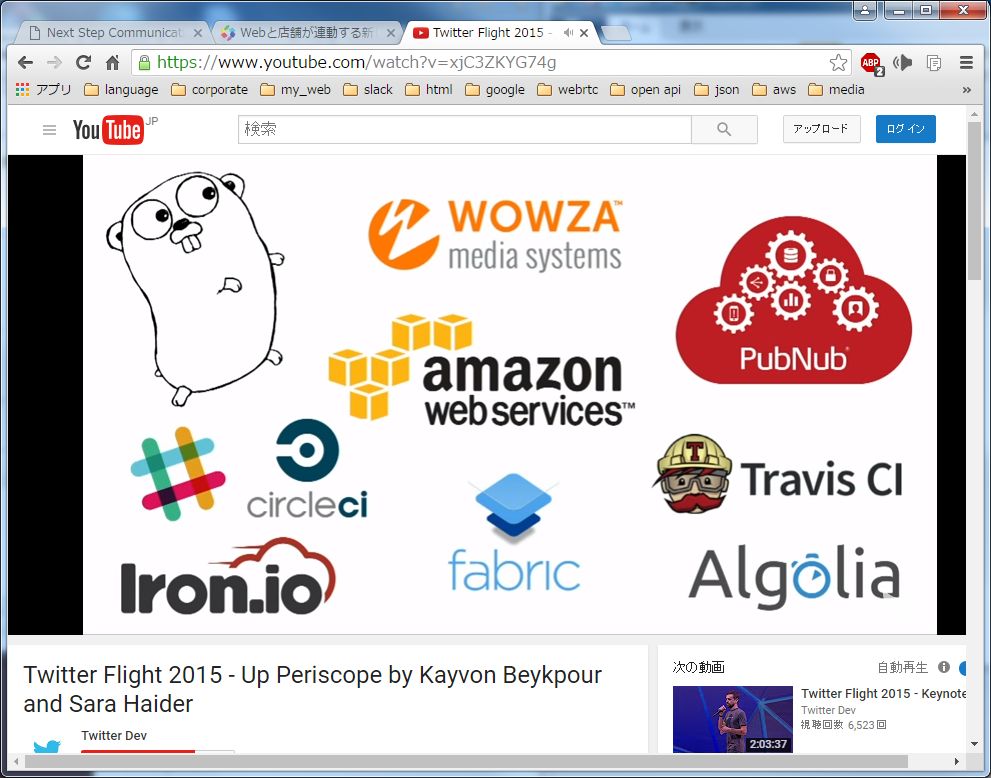 Next Step Communicat
Webと店舗が連動する新
Twitter Flight 2015 -
https://www.youtube.com/watch?v=xjC3ZKYG74g
ABP
2
アプリ
language
corporate
my_web
slack
html
google
webrtc
open api
json
aws
media
»
YouTube JP
検索
アップロード
ログイン
WOWZA™
media systems
PubNub
amazon
web services™
circleci
Travis CI
T
Iron.io
fabric
Algolia
Twitter Flight 2015 - Up Periscope by Kayvon Beykpour
and Sara Haider
Twitter Dev
次の動画
自動再生
Twitter Flight 2015 - Keynote
Twitter Dev
視聴回数 6,523 回
2:03:37